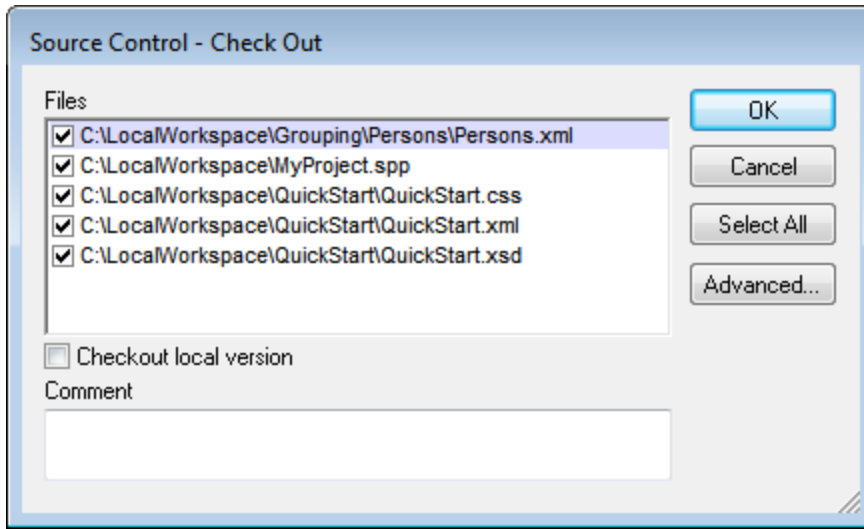 Source Control - Check Out
Files
C:\LocalWorkspace\Grouping\Persons\Persons.xml
C:\LocalWorkspace\MyProject.spp
C:\LocalWorkspace\QuickStart\QuickStart.css
C:\LocalWorkspace\QuickStart\QuickStart.xml
C:\LocalWorkspace\QuickStart\QuickStart.xsd
OK
Cancel
Select All
Advanced...
Checkout local version
Comment